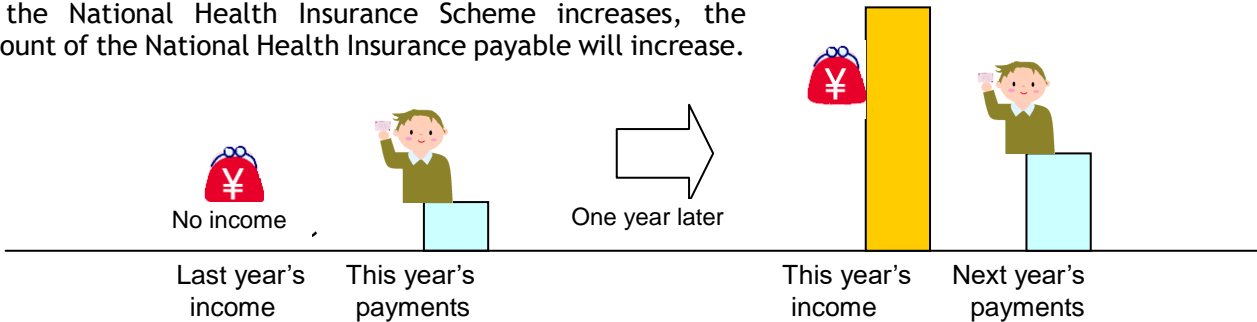 the National Health Insurance Scheme increases, the
ount of the National Health Insurance payable will increase.
¥
¥
No income
One year later
Last year's
income
This year's
payments
This year's
income
Next year's
payments